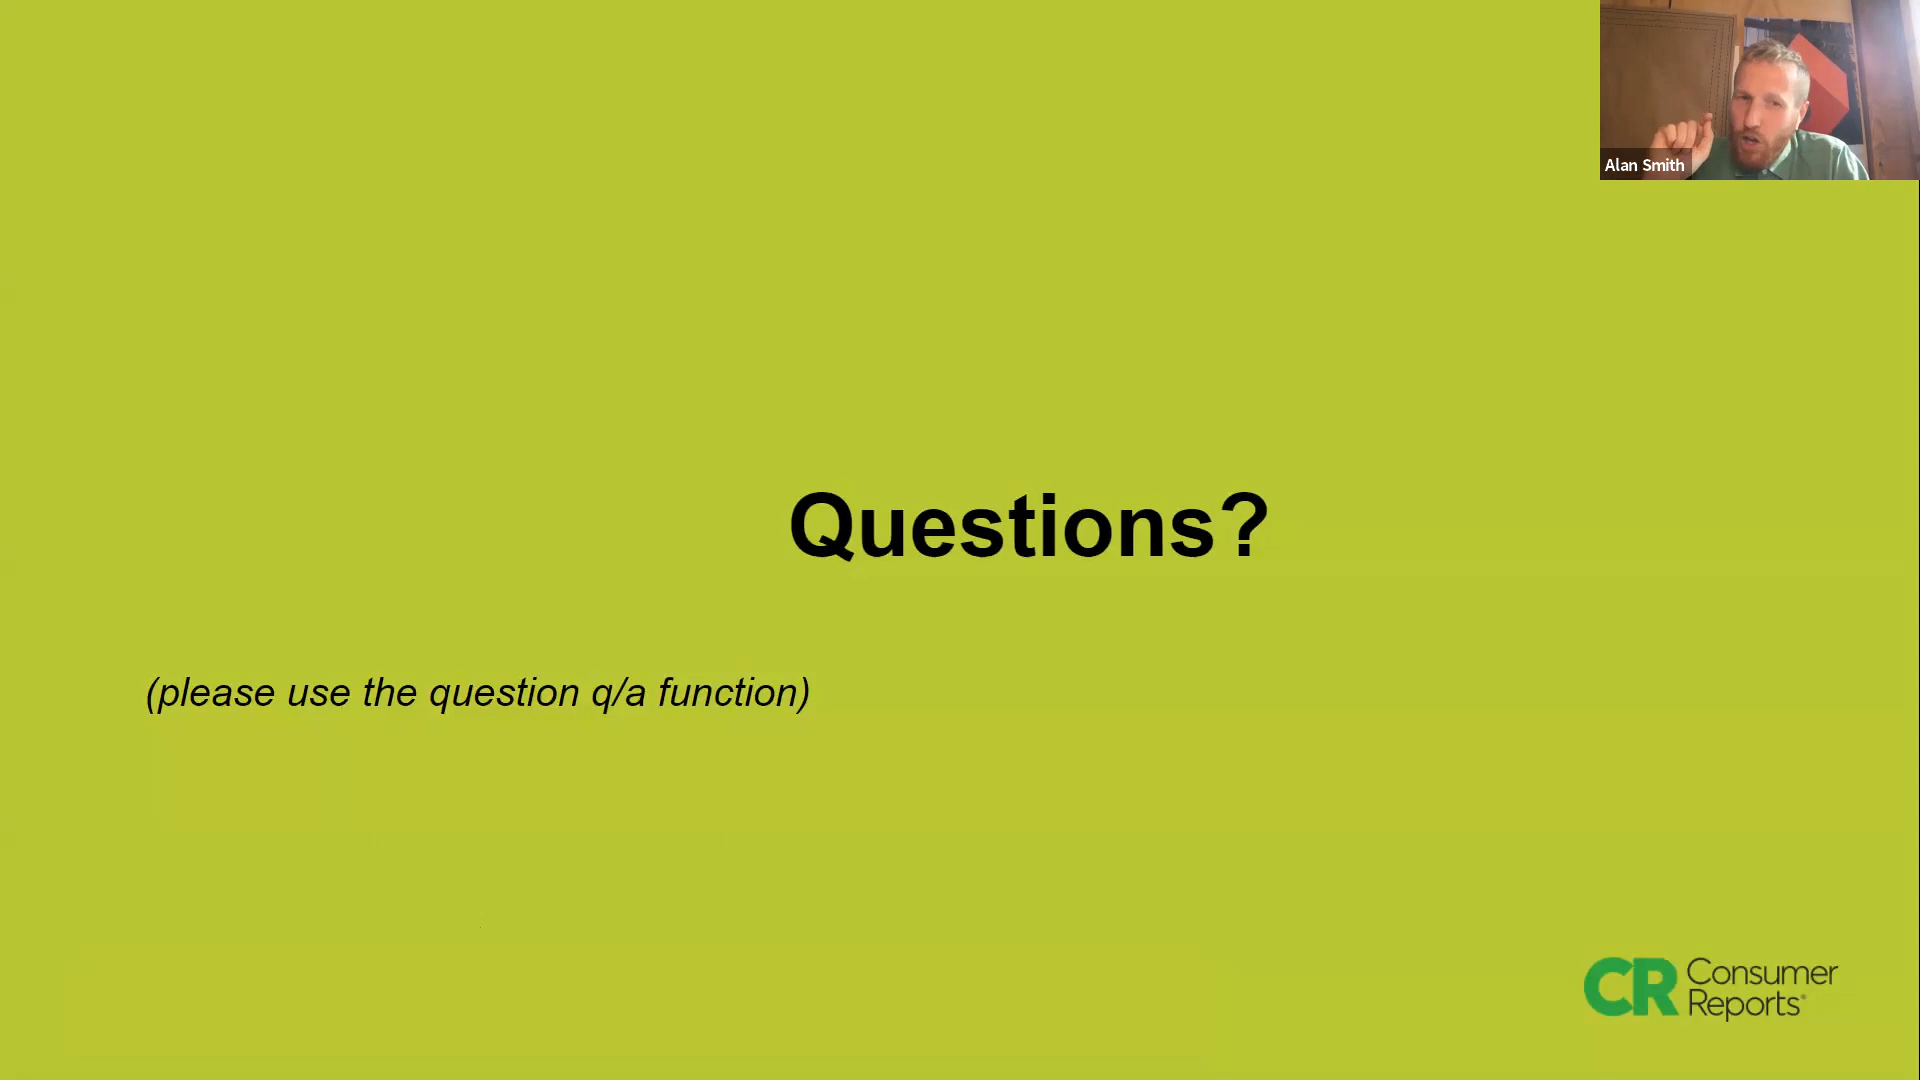 Alan Smith
Questions?
(please use the question q/a function)
CR Consumer
Reports®